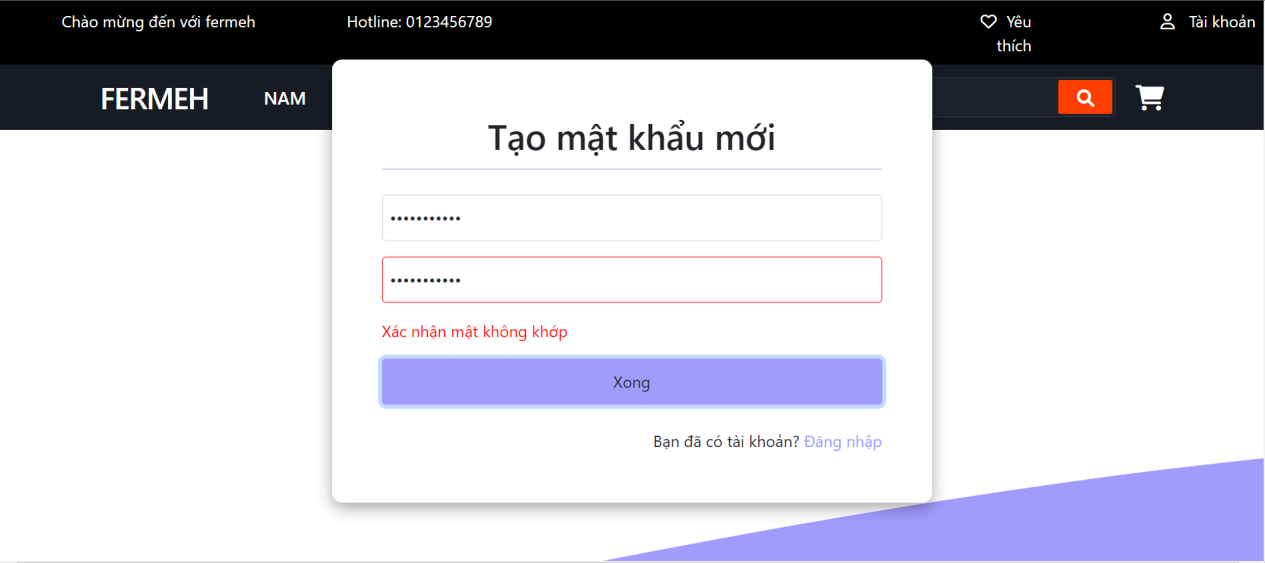 Chào mừng đến với fermeh
Hotline: 0123456789
Yêu
thích
Tài khoản
FERMEH
NAM
Tạo mật khẩu mới
•••••••••••
•••••••••••
Xác nhận mật không khớp
Xong
Bạn đã có tài khoản? Đăng nhập